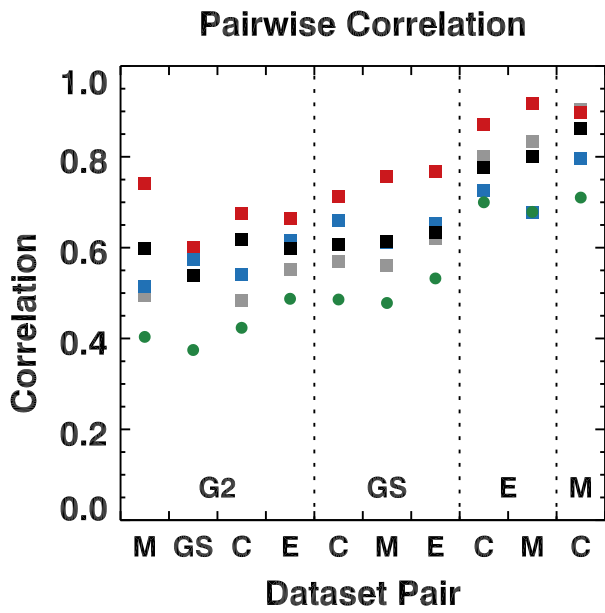 Pairwise Correlation
1.0
0.8
0.6
0.4
0.2
0.0
Correlation
G2 GS E M
M GS C E C M E C M C
Dataset Pair